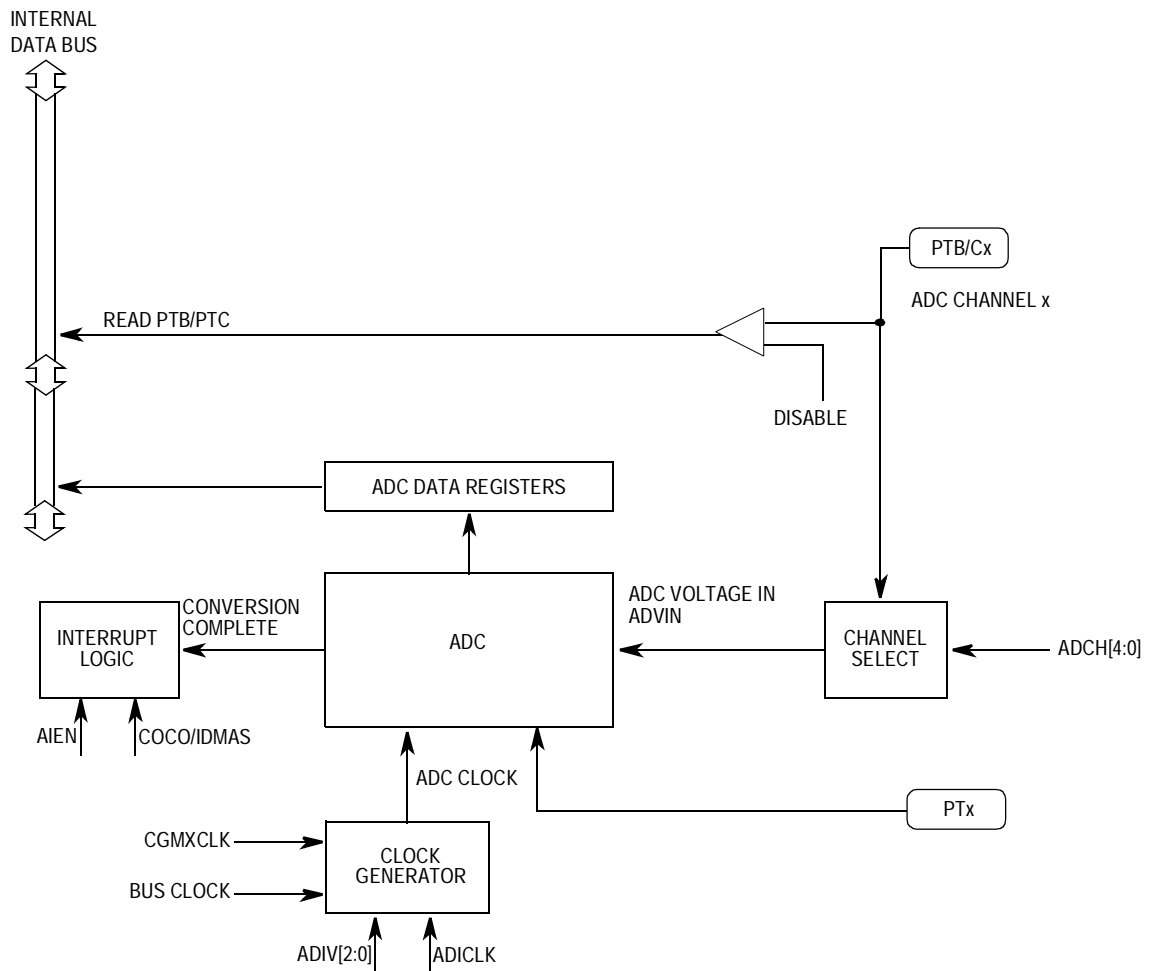 INTERNAL
DATA BUS
PTB/Cx
ADC CHANNEL x
READ PTB/PTC
DISABLE
ADC DATA REGISTERS
INTERRUPT
LOGIC
CONVERSION
COMPLETE
ADC
ADC VOLTAGE IN
ADVIN
CHANNEL
SELECT
ADCH[4:0]
AIEN
COCO/IDMAS
ADC CLOCK
PTx
CGMXCLK
BUS CLOCK
CLOCK
GENERATOR
ADIV[2:0]
ADICLK